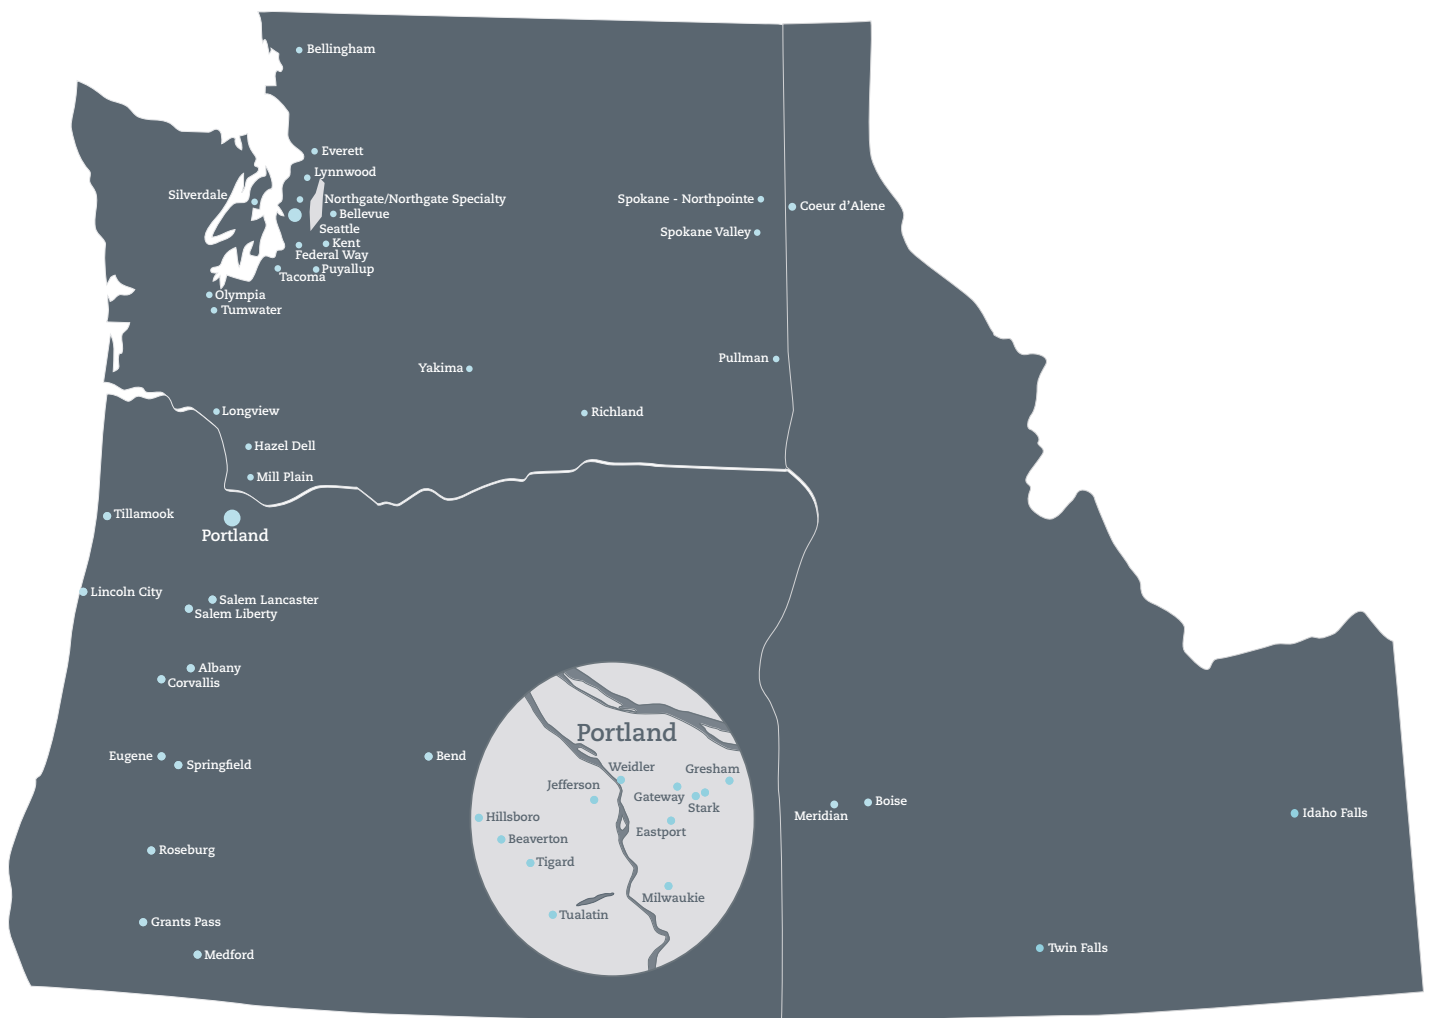 Bellingham
Everett
Lynnwood
Silverdale
Northgate/Northgate Specialty
Bellevue
Seattle
Kent
Federal Way
Puyallup
Tacoma
Olympia
Tumwater
Spokane - Northpointe
Coeur d’Alene
Spokane Valley
Pullman
Yakima
Longview
Richland
Hazel Dell
Mill Plain
Tillamook
Portland
Lincoln City
Salem Lancaster
Salem Liberty
Albany
Corvallis
Eugene
Springfield
Bend
Roseburg
Grants Pass
Medford
Portland
Weidler
Gresham
Jefferson
Gateway
Stark
Hillsboro
Eastport
Beaverton
Tigard
Milwaukie
Tualatin
Boise
Meridian
Idaho Falls
Twin Falls